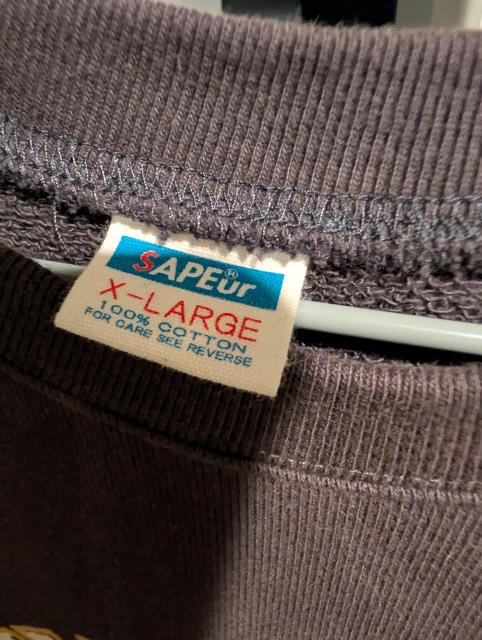 SAPEur®
X-LARGE
100% COTTON
FOR CARE SEE REVERSE